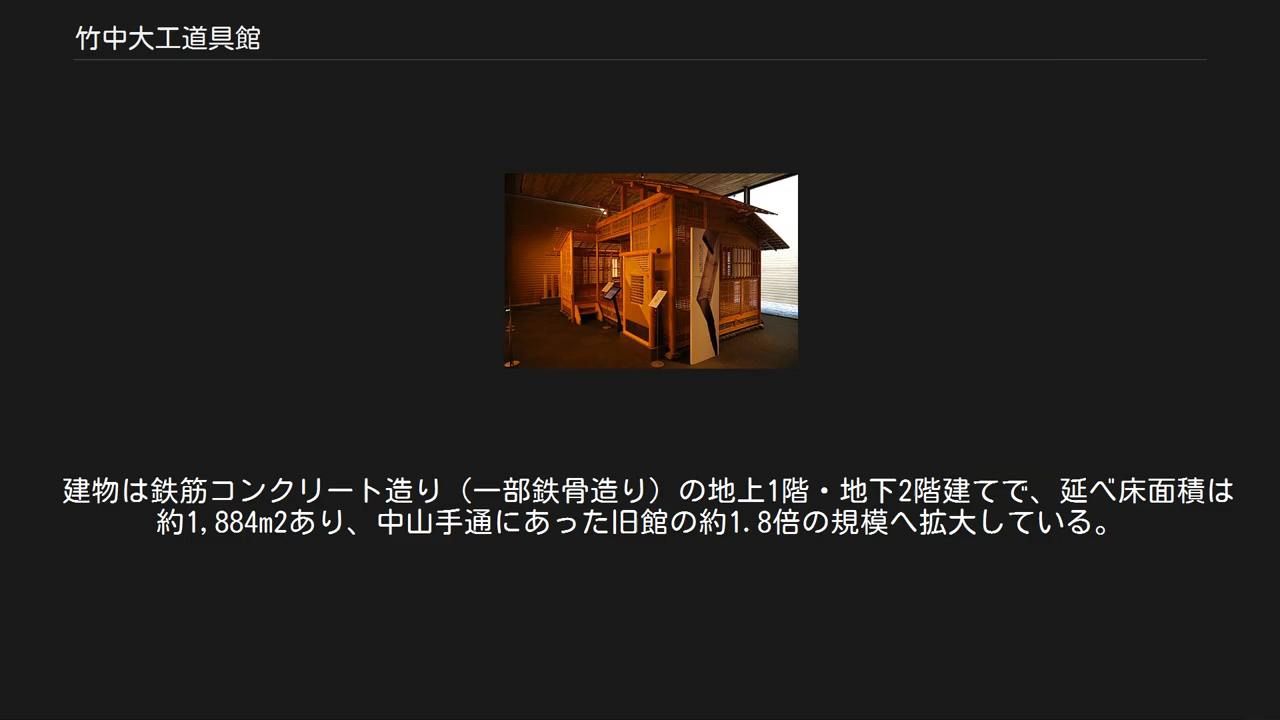 竹中大工道具館
建物は鉄筋コンクリート造り（一部鉄骨造り）の地上1階・地下2階建てで、延べ床面積は
約1,884m2あり、中山手通にあった旧館の約1.8倍の規模へ拡大している。